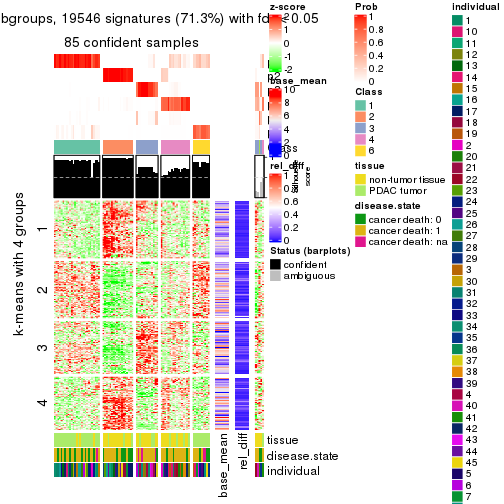 bgroups, 19546 signatures (71.3%) with fd 0.05
85 confident samples
k-means with 4 groups
1
2
3
4
base_mean
rel_diff
tissue
disease.state
individual
z-score
2
1
0
-1
-2
base_mean
10
8
6
4
2
0
rel_diff
1
0.8
0.6
0.4
0.2
0
Status (barplots)
confident
ambiguous
Silhouette
score
Prob
1
0.8
0.6
0.4
0.2
0
Class
1
2
3
4
6
tissue
non-tumor tissue
PDAC tumor
disease.state
cancer death: 0
cancer death: 1
cancer death: na
individual
1
10
11
12
13
14
15
16
17
18
19
2
20
21
22
23
24
25
26
27
28
29
3
30
31
32
33
34
35
36
37
38
39
4
40
41
42
43
44
45
5
6
7